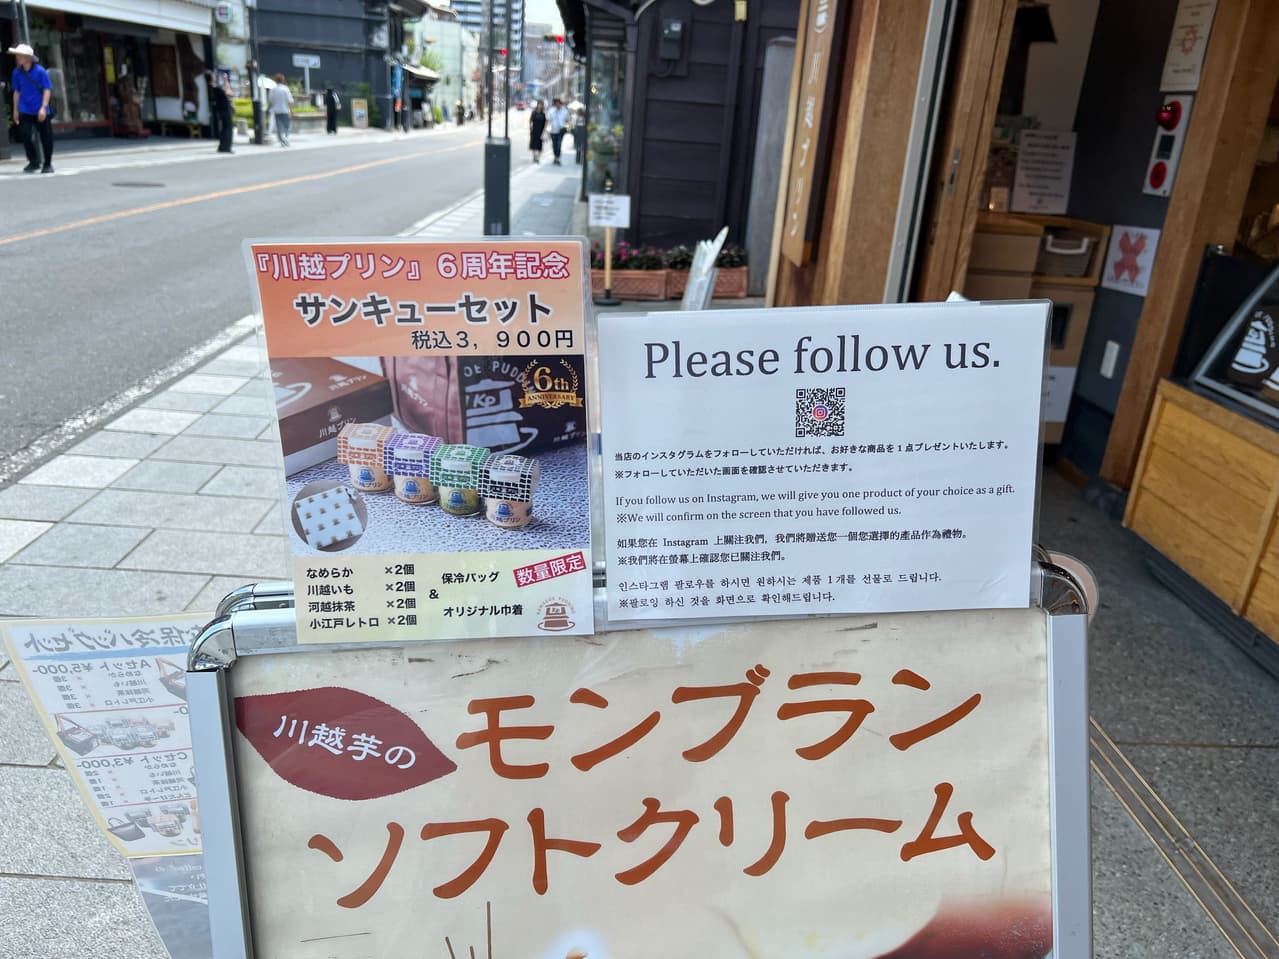 『川越プリン』６周年記念
サンキューセット
税込３，９００円
6th
ANNIVERSARY
川越プリン
なめらか ×2個
川越いも ×2個
河越抹茶 ×2個
小江戸レトロ ×2個
&
保冷バッグ
オリジナル巾着
数量限定
Please follow us.
当店のインスタグラムをフォローしていただければ、お好きな商品を１点プレゼントいたします。
※フォローしていただいた画面を確認させていただきます。
If you follow us on Instagram, we will give you one product of your choice as a gift.
※We will confirm on the screen that you have followed us.
如果您在 Instagram 上關注我們，我們將贈送您一個您選擇的產品作為禮物。
※我們將在螢幕上確認您已關注我們。
인스타그램 팔로우를 하시면 원하시는 제품 1개를 선물로 드립니다.
※팔로잉 하신 것을 화면으로 확인해드립니다.
川越芋の
モンブラン
ソフトクリーム